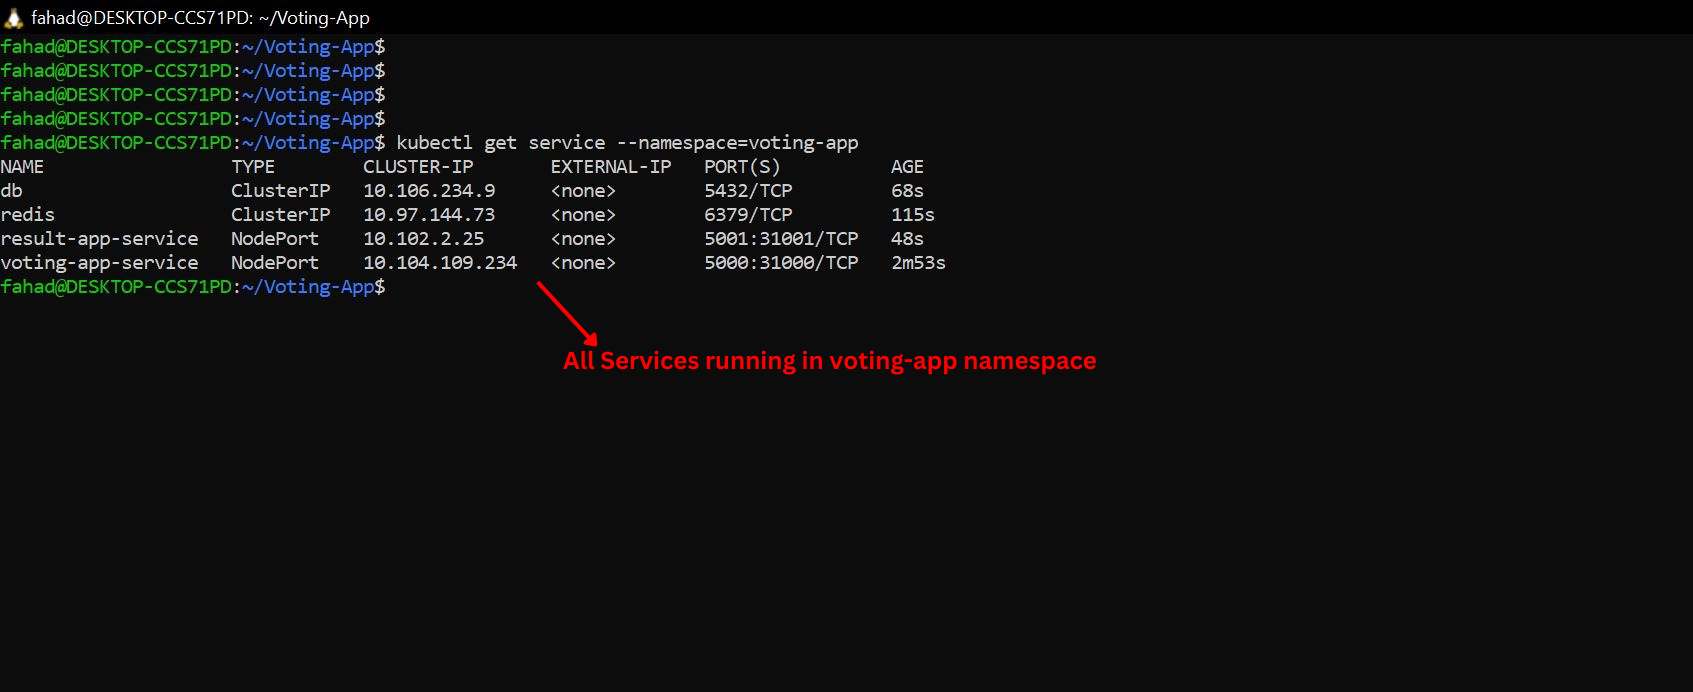 fahad@DESKTOP-CCS71PD: ~/Voting-App
fahad@DESKTOP-CCS71PD:~/Voting-App$
fahad@DESKTOP-CCS71PD:~/Voting-App$
fahad@DESKTOP-CCS71PD:~/Voting-App$
fahad@DESKTOP-CCS71PD:~/Voting-App$
fahad@DESKTOP-CCS71PD:~/Voting-App$ kubectl get service --namespace=voting-app
NAME TYPE CLUSTER-IP EXTERNAL-IP PORT(S) AGE
db ClusterIP 10.106.234.9 <none> 5432/TCP 68s
redis ClusterIP 10.97.144.73 <none> 6379/TCP 115s
result-app-service NodePort 10.102.2.25 <none> 5001:31001/TCP 48s
voting-app-service NodePort 10.104.109.234 <none> 5000:31000/TCP 2m53s
fahad@DESKTOP-CCS71PD:~/Voting-App$
All Services running in voting-app namespace